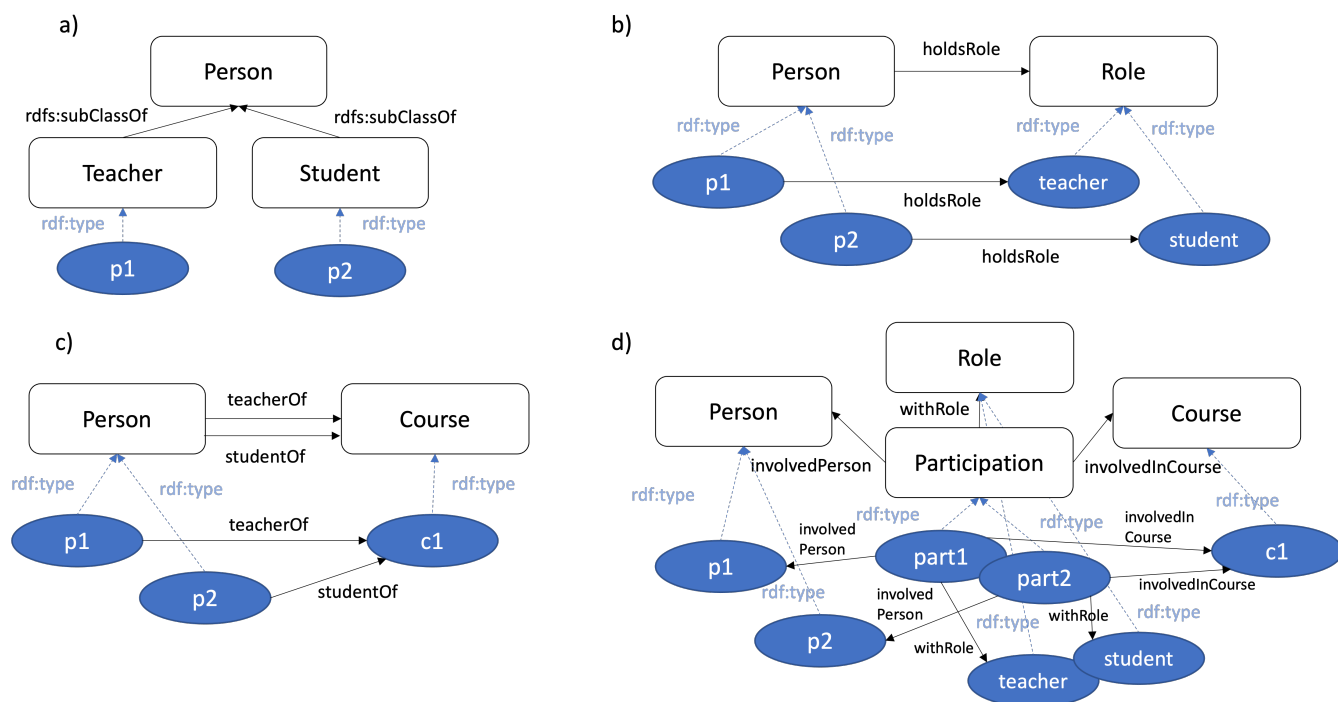 a)
Person
rdfs:subClassOf
rdfs:subClassOf
Teacher
Student
rdf:type
rdf:type
p1
p2
b)
Person
holdsRole
Role
rdf:type
rdf:type
rdf:type
rdf:type
p1
holdsRole
teacher
p2
holdsRole
student
c)
Person
teacherOf
Course
studentOf
rdf:type
rdf:type
rdf:type
p1
teacherOf
c1
p2
studentOf
d)
Role
Person
withRole
Course
Participation
involvedPerson
involvedInCourse
rdf:type
rdf:type
rdf:type
rdf:type
involved
Person
involvedIn
Course
p1
part1
c1
part2
involvedInCourse
rdf:type
involved
Person
withRole
rdf:type
p2
withRole
rdf:type
student
teacher